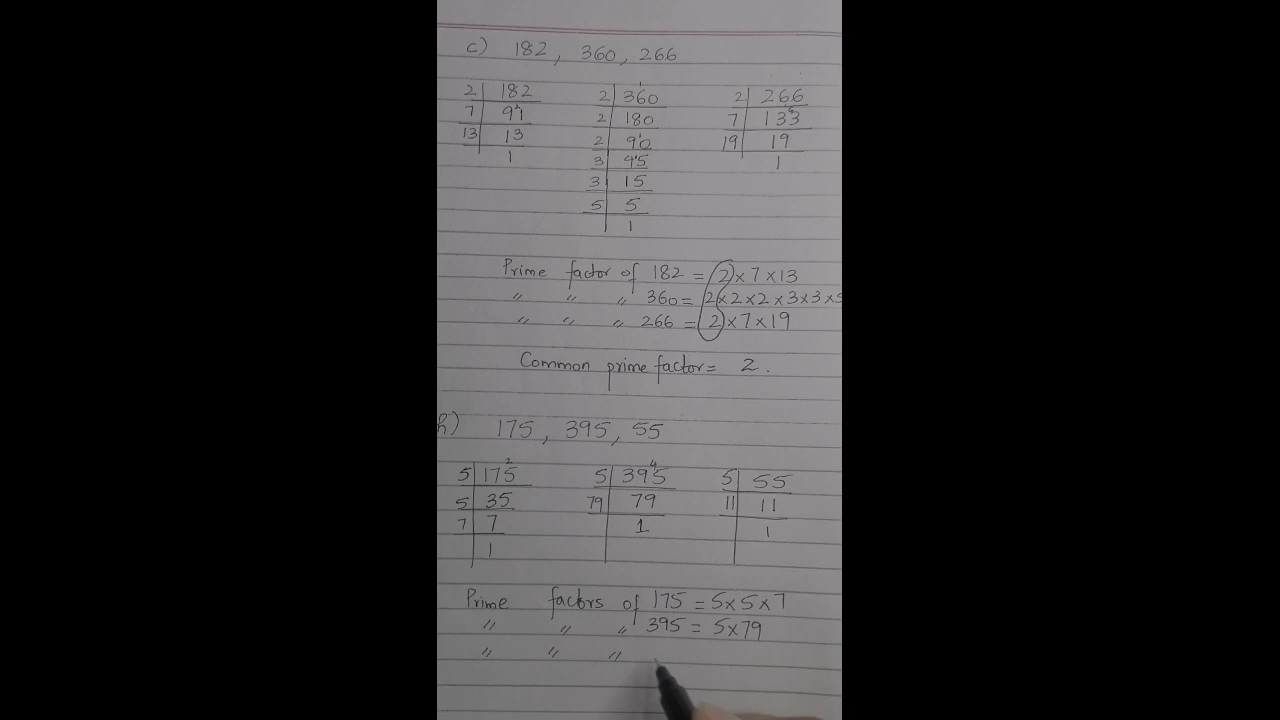 c) 182, 360, 266
2 182 2 360 2 266
7 91 2 180 7 133
13 13 2 90 19 19
1 3 45 1
3 15
5 5
1
Prime factor of 182 = 2 x 7 x 13
" " " 360 = 2 x 2 x 2 x 3 x 3 x
" " " 266 = 2 x 7 x 19
Common prime factor = 2.
h) 175, 395, 55
5 175 5 395 5 55
5 35 79 79 11 11
7 7 1 1
1
Prime factors of 175 = 5 x 5 x 7
" " " 395 = 5 x 79
" " "